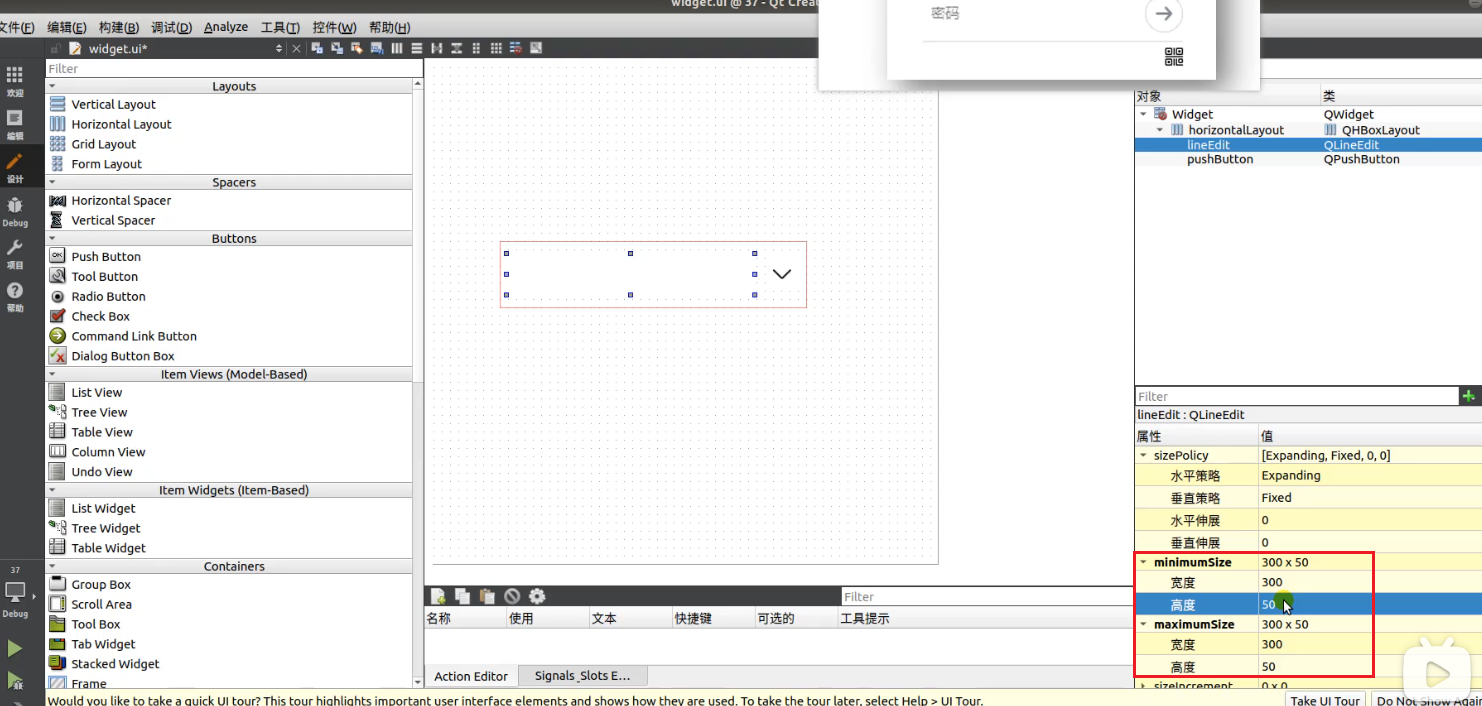 widget.ui @ 37 - Qt Crea
文件(F) 编辑(E) 构建(B) 调试(D) Analyze 工具(T) 控件(W) 帮助(H)
widget.ui*
密码
欢迎
编辑
设计
Debug
项目
帮助
37
Debug
Filter
Layouts
Vertical Layout
Horizontal Layout
Grid Layout
Form Layout
Spacers
Horizontal Spacer
Vertical Spacer
Buttons
Push Button
Tool Button
Radio Button
Check Box
Command Link Button
Dialog Button Box
Item Views (Model-Based)
List View
Tree View
Table View
Column View
Undo View
Item Widgets (Item-Based)
List Widget
Tree Widget
Table Widget
Containers
Group Box
Scroll Area
Tool Box
Tab Widget
Stacked Widget
Frame
Filter
名称 使用 文本 快捷键 可选的 工具提示
Action Editor Signals_Slots E...
对象 类
Widget QWidget
horizontalLayout QHBoxLayout
lineEdit QLineEdit
pushButton QPushButton
Filter
lineEdit : QLineEdit
属性 值
sizePolicy [Expanding, Fixed, 0, 0]
水平策略 Expanding
垂直策略 Fixed
水平伸展 0
垂直伸展 0
minimumSize 300 x 50
宽度 300
高度 50
maximumSize 300 x 50
宽度 300
高度 50
sizeIncrement 0 x 0
Would you like to take a quick UI tour? This tour highlights important user interface elements and shows how they are used. To take the tour later, select Help > UI Tour.
Take UI Tour Do Not Show Again